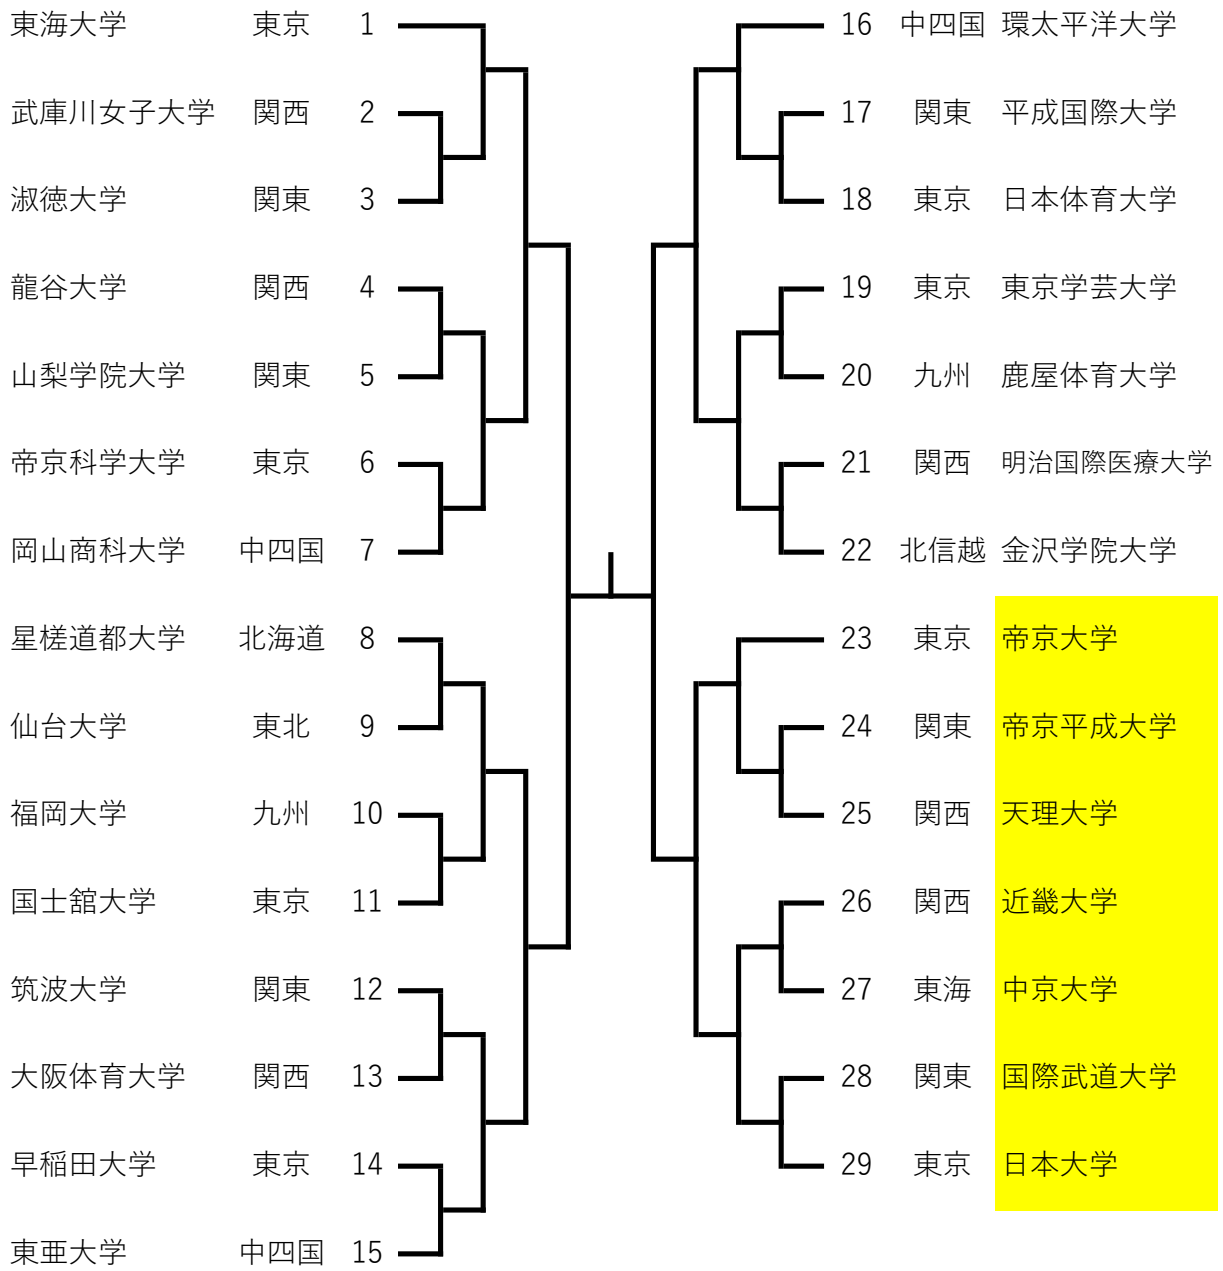 東海大学 東京 1
武庫川女子大学 関西 2
淑徳大学 関東 3
龍谷大学 関西 4
山梨学院大学 関東 5
帝京科学大学 東京 6
岡山商科大学 中四国 7
星槎道都大学 北海道 8
仙台大学 東北 9
福岡大学 九州 10
国士舘大学 東京 11
筑波大学 関東 12
大阪体育大学 関西 13
早稲田大学 東京 14
東亜大学 中四国 15
16 中四国 環太平洋大学
17 関東 平成国際大学
18 東京 日本体育大学
19 東京 東京学芸大学
20 九州 鹿屋体育大学
21 関西 明治国際医療大学
22 北信越 金沢学院大学
23 東京 帝京大学
24 関東 帝京平成大学
25 関西 天理大学
26 関西 近畿大学
27 東海 中京大学
28 関東 国際武道大学
29 東京 日本大学